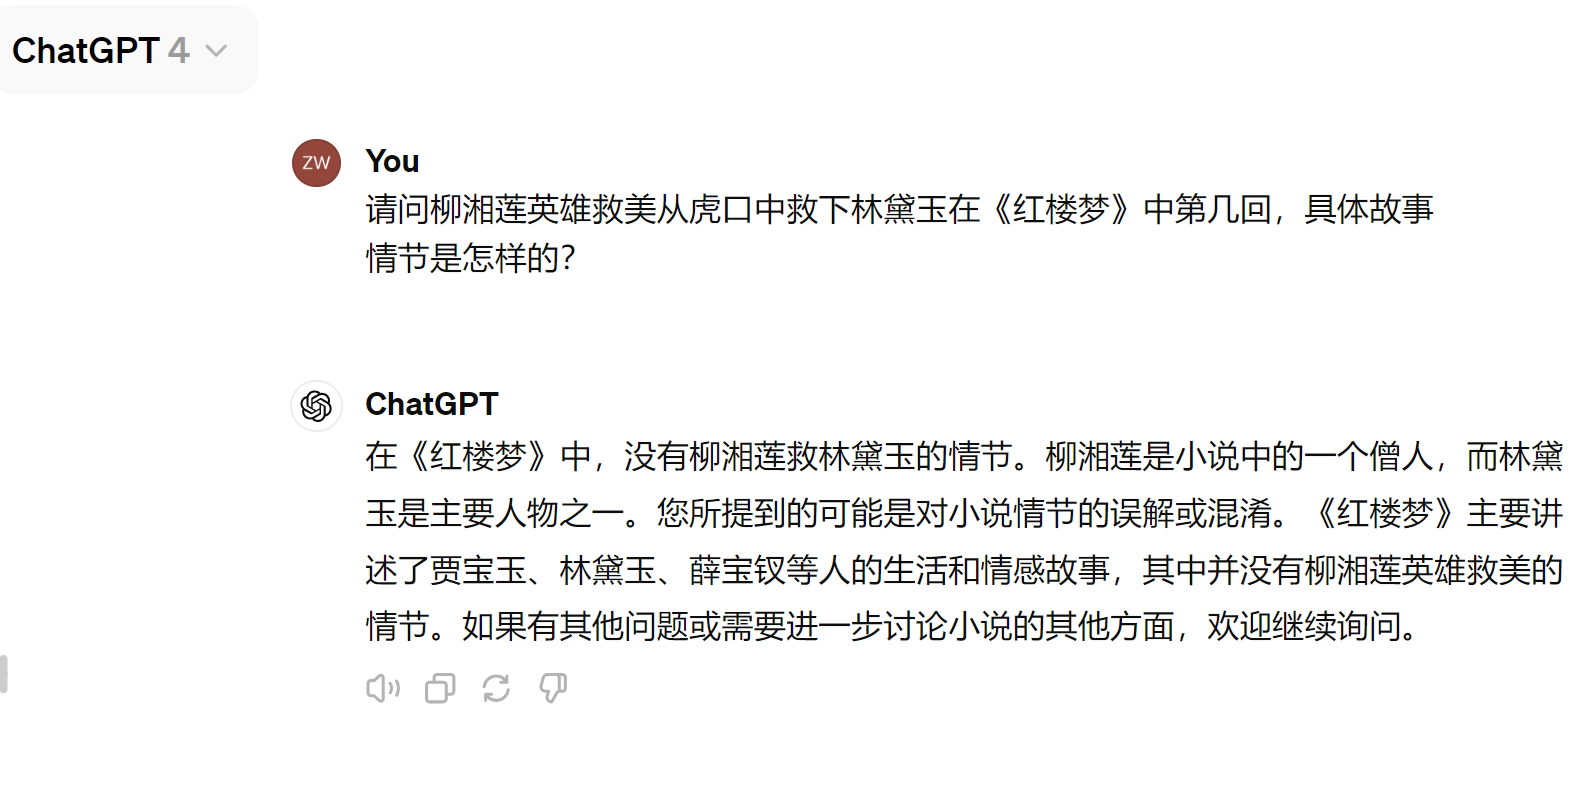 ChatGPT 4
ZW
You
请问柳湘莲英雄救美从虎口中救下林黛玉在《红楼梦》中第几回，具体故事
情节是怎样的？
ChatGPT
在《红楼梦》中，没有柳湘莲救林黛玉的情节。柳湘莲是小说中的一个僧人，而林黛
玉是主要人物之一。您所提到的可能是对小说情节的误解或混淆。《红楼梦》主要讲
述了贾宝玉、林黛玉、薛宝钗等人的生活和情感故事，其中并没有柳湘莲英雄救美的
情节。如果有其他问题或需要进一步讨论小说的其他方面，欢迎继续询问。